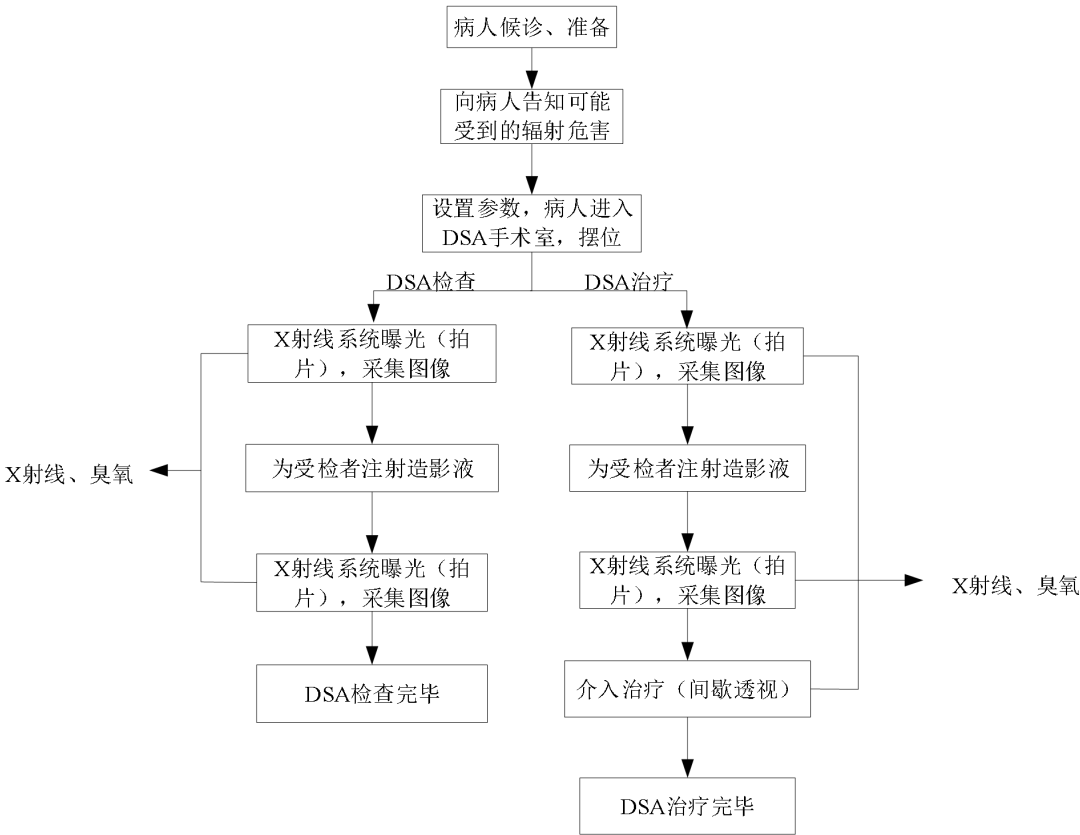 病人候诊、准备
向病人告知可能
受到的辐射危害
设置参数，病人进入
DSA手术室，摆位
DSA检查
DSA治疗
X射线系统曝光（拍
片），采集图像
X射线系统曝光（拍
片），采集图像
X射线、臭氧
为受检者注射造影液
为受检者注射造影液
X射线系统曝光（拍
片），采集图像
X射线系统曝光（拍
片），采集图像
X射线、臭氧
DSA检查完毕
介入治疗（间歇透视）
DSA治疗完毕